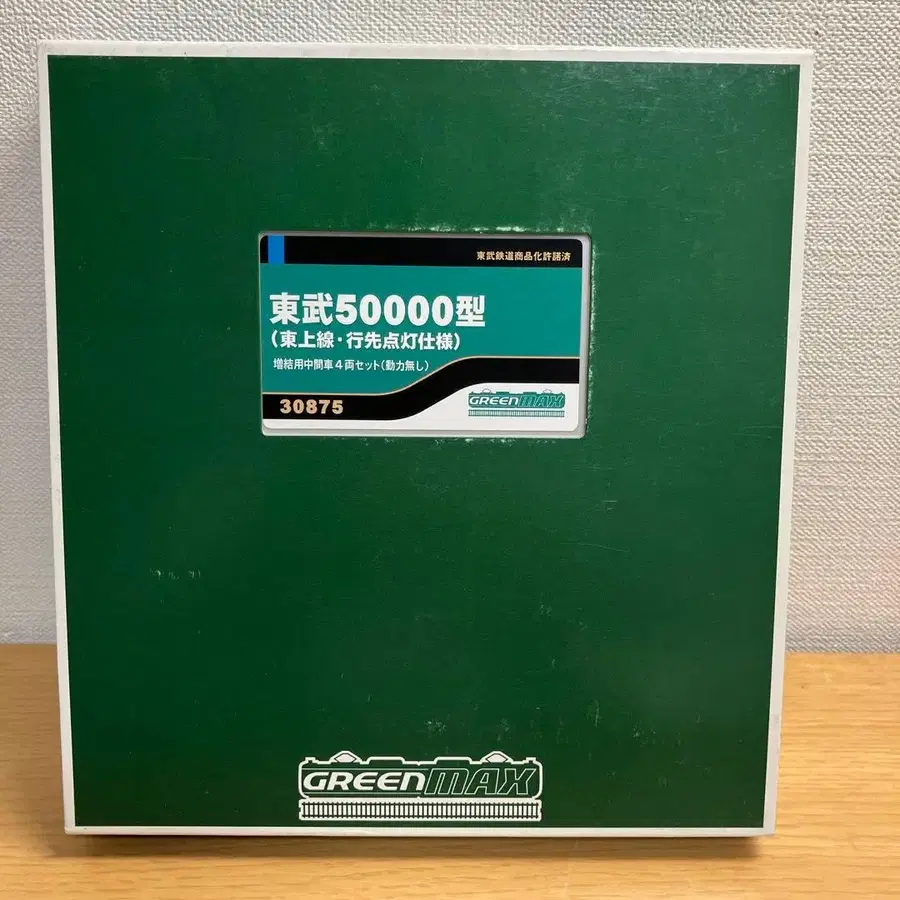 東武鉄道商品化許諾済
東武50000型
(東上線・行先点灯仕様)
増結用中間車4両セット(動力無し)
30875
GREENMAX
GREENMAX